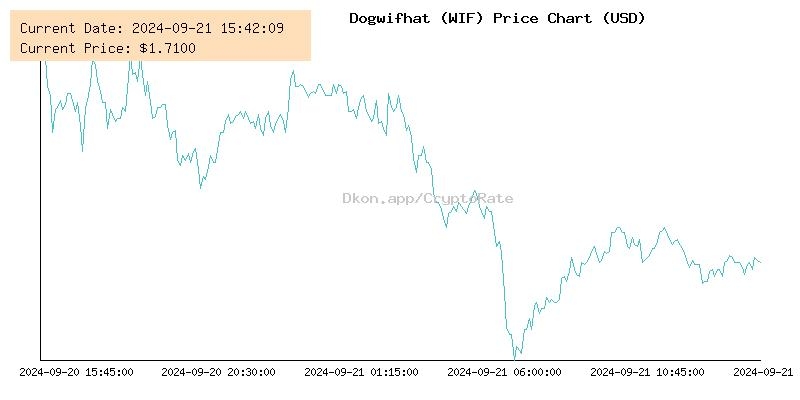 Dogwifhat (WIF) Price Chart (USD)
Current Date: 2024-09-21 15:42:09
Current Price: $1.7100
Dkon.app/CryptoRate
2024-09-20 15:45:00 2024-09-20 20:30:00 2024-09-21 01:15:00 2024-09-21 06:00:00 2024-09-21 10:45:00 2024-09-21